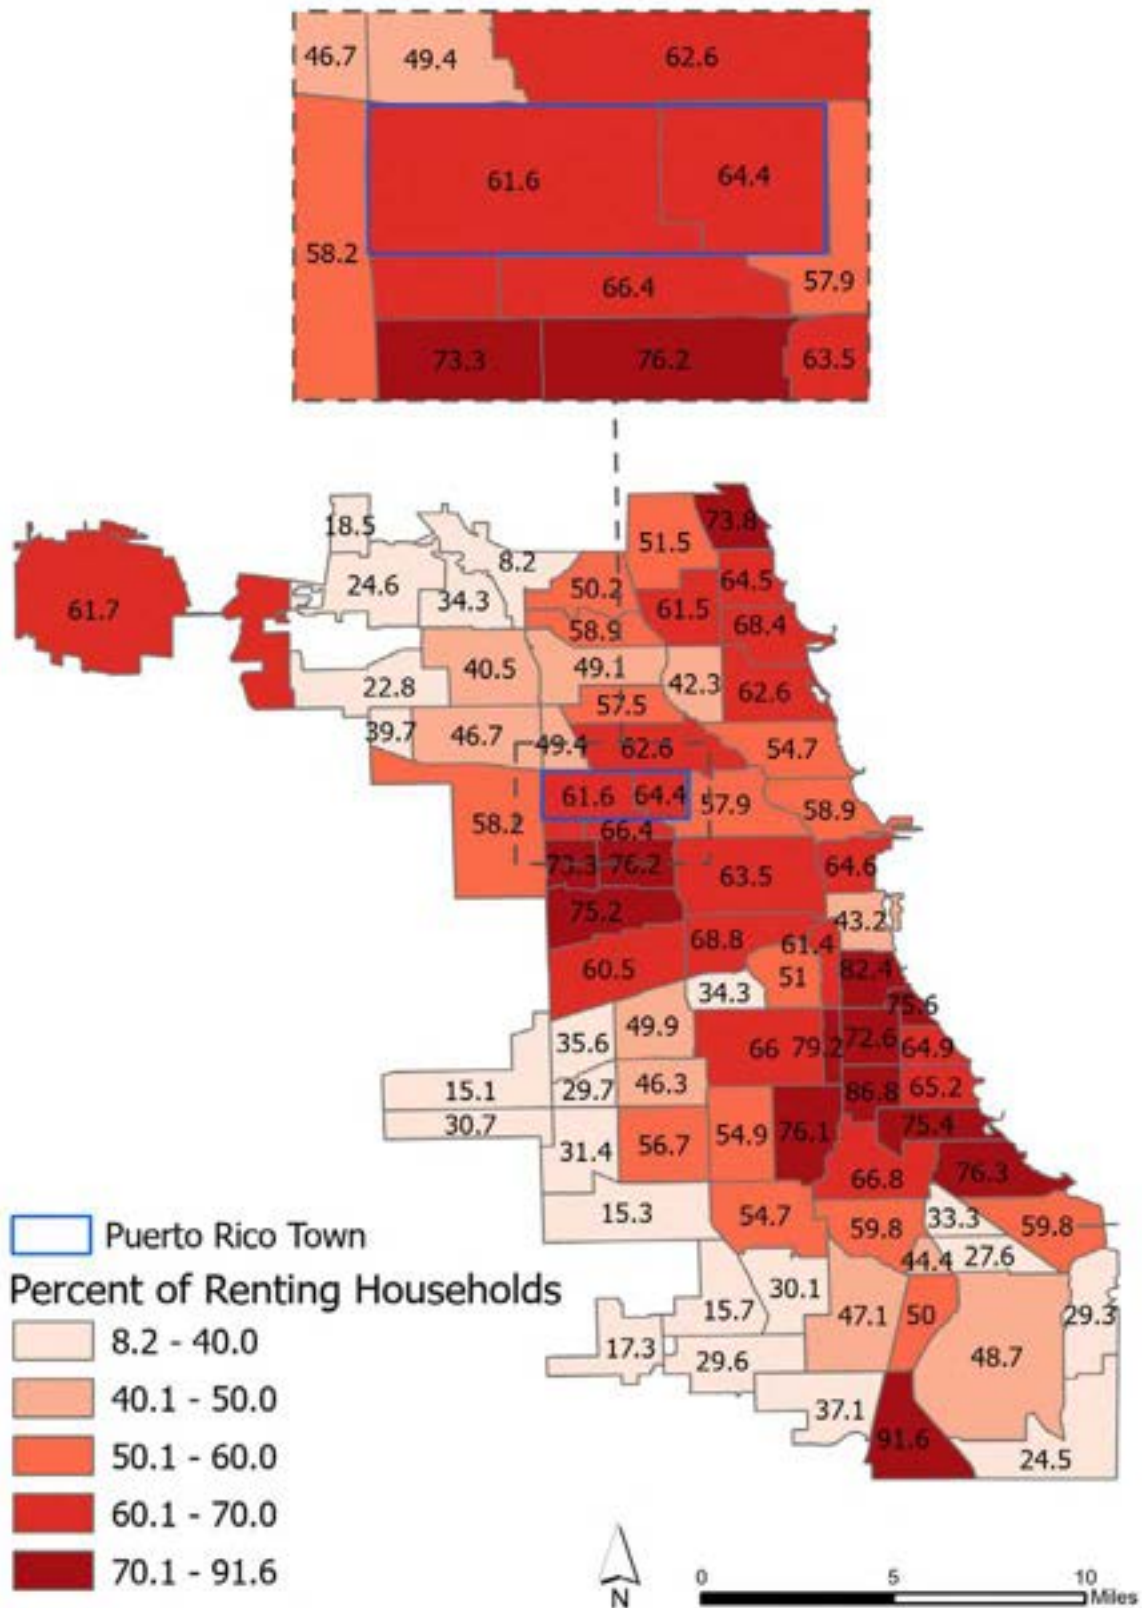 46.7 49.4 62.6
61.6 64.4
58.2
66.4 57.9
73.3 76.2 63.5
73.8
18.5
51.5
8.2
24.6 50.2 64.5
34.3
61.7 61.5
58.9 68.4
40.5 49.1
22.8 42.3 62.6
57.5
39.7 46.7 49.4 62.6 54.7
61.6 64.4 57.9 58.9
58.2 66.4
73.3 76.2 63.5 64.6
75.2 43.2
68.8 61.4
60.5 51 82.4
34.3 75.6
49.9
35.6 66 79.2 72.6 64.9
15.1 29.7 46.3 86.8 65.2
30.7 75.4
31.4 56.7 54.9 76.1
66.8 76.3
15.3 54.7 59.8 33.3 59.8
Puerto Rico Town
44.4 27.6
Percent of Renting Households
30.1
15.7 47.1 50 29.3
8.2 - 40.0
17.3 29.6 48.7
40.1 - 50.0
37.1
91.6 24.5
50.1 - 60.0
60.1 - 70.0
70.1 - 91.6
N
0 5 10
Miles